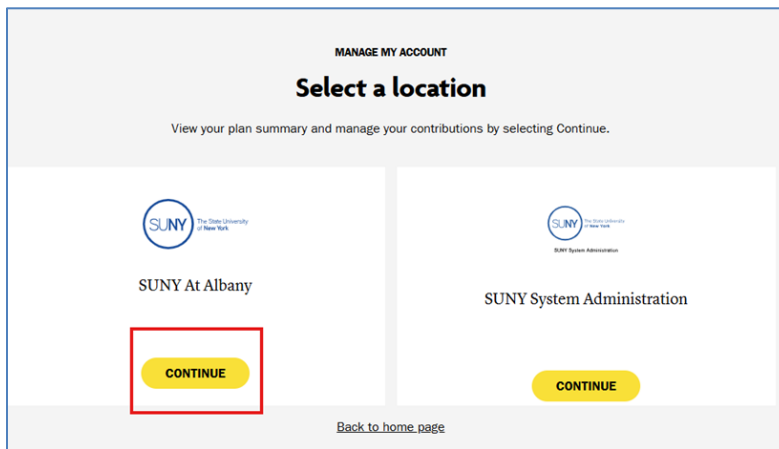 MANAGE MY ACCOUNT
Select a location
View your plan summary and manage your contributions by selecting Continue.
SUNY
The State University
of New York
SUNY At Albany
CONTINUE
SUNY
The State University
of New York
SUNY System Administration
SUNY System Administration
CONTINUE
Back to home page